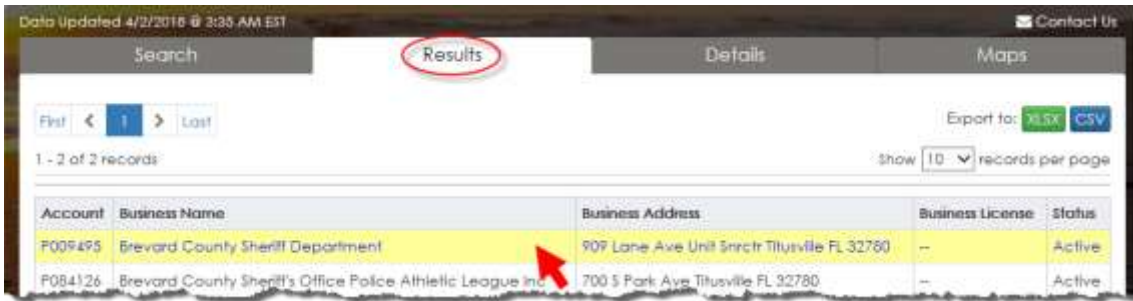 Data Updated 4/2/2018 @ 3:35 AM EST Contact Us
Search Results Details Maps
First 1 Last Export to: XLSX CSV
1 - 2 of 2 records Show 10 records per page
Account Business Name Business Address Business License Status
P009495 Brevard County Sheriff Department 909 Lane Ave Unit Snrctr Titusville FL 32780 -- Active
P084126 Brevard County Sheriff's Office Police Athletic League Inc 700 S Park Ave Titusville FL 32780 -- Active